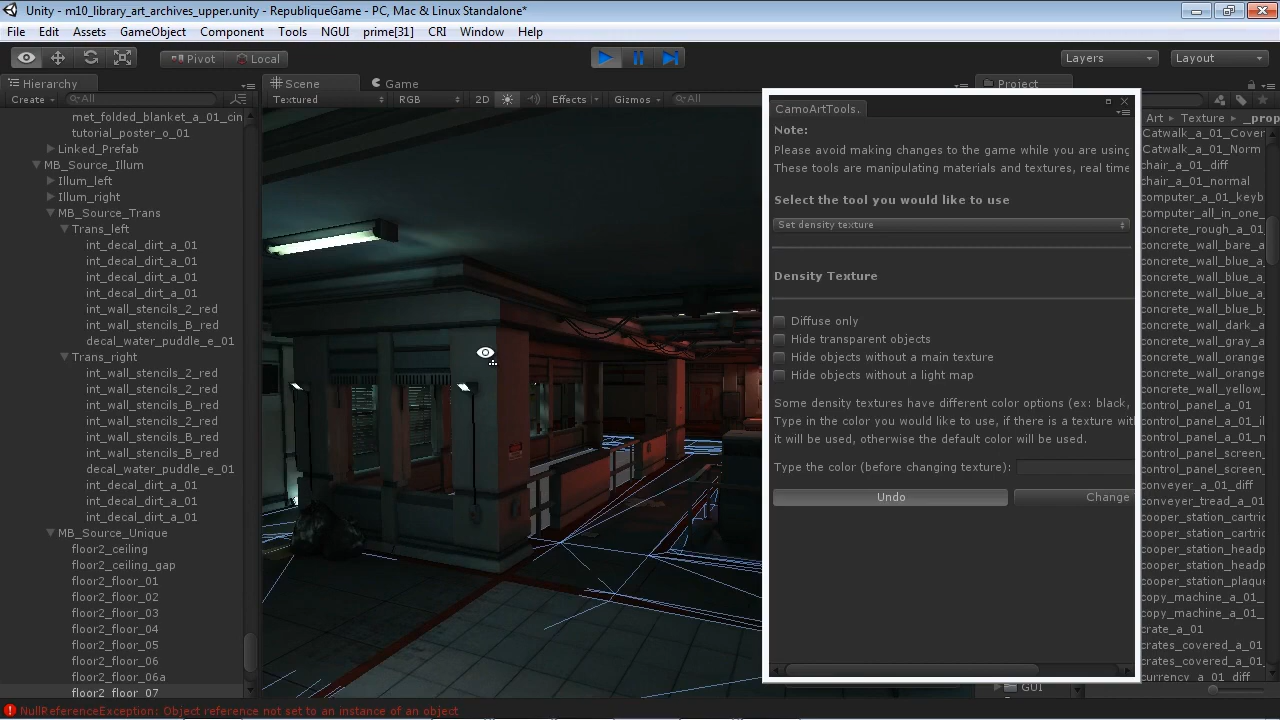 Unity - m10_library_art_archives_upper.unity - RepubliqueGame - PC, Mac & Linux Standalone*
File Edit Assets GameObject Component Tools NGUI prime[31] CRI Window Help
Pivot Local Layers Layout
Hierarchy
Create All
met_folded_blanket_a_01_cin
tutorial_poster_o_01
Linked_Prefab
MB_Source_Illum
Illum_left
Illum_right
MB_Source_Trans
Trans_left
int_decal_dirt_a_01
int_decal_dirt_a_01
int_decal_dirt_a_01
int_decal_dirt_a_01
int_wall_stencils_2_red
int_wall_stencils_B_red
decal_water_puddle_e_01
Trans_right
int_wall_stencils_2_red
int_wall_stencils_2_red
int_wall_stencils_B_red
int_wall_stencils_2_red
int_wall_stencils_B_red
int_wall_stencils_B_red
decal_water_puddle_e_01
int_decal_dirt_a_01
int_decal_dirt_a_01
int_decal_dirt_a_01
MB_Source_Unique
floor2_ceiling
floor2_ceiling_gap
floor2_floor_01
floor2_floor_02
floor2_floor_03
floor2_floor_04
floor2_floor_05
floor2_floor_06
floor2_floor_06a
floor2_floor_07
Scene Game
Textured RGB 2D Effects Gizmos All
CamoArtTools.
Note:
Please avoid making changes to the game while you are using
These tools are manipulating materials and textures, real time
Select the tool you would like to use
Set density texture
Density Texture
Diffuse only
Hide transparent objects
Hide objects without a main texture
Hide objects without a light map
Some density textures have different color options (ex: black,
Type in the color you would like to use, if there is a texture with
it will be used, otherwise the default color will be used.
Type the color (before changing texture):
Undo Change
Project
Art Texture _prop
Catwalk_a_01_Cover
Catwalk_a_01_Norm
chair_a_01_diff
chair_a_01_normal
computer_a_01_keyb
computer_all_in_one_
concrete_rough_a_01
concrete_wall_bare_a
concrete_wall_blue_a
concrete_wall_blue_a
concrete_wall_blue_a
concrete_wall_blue_b
concrete_wall_dark_a
concrete_wall_gray_a
concrete_wall_orange
concrete_wall_orange
concrete_wall_yellow_
control_panel_a_01
control_panel_a_01_il
control_panel_a_01_n
control_panel_screen_
control_panel_screen_
conveyer_a_01_diff
conveyer_tread_a_01
cooper_station_cartric
cooper_station_cartric
cooper_station_headp
cooper_station_headp
cooper_station_plaque
copy_machine_a_01_
copy_machine_a_01_
crate_a_01
crates_covered_a_01
crates_covered_a_01
currency_a_01_diff
GUI
NullReferenceException: Object reference not set to an instance of an object